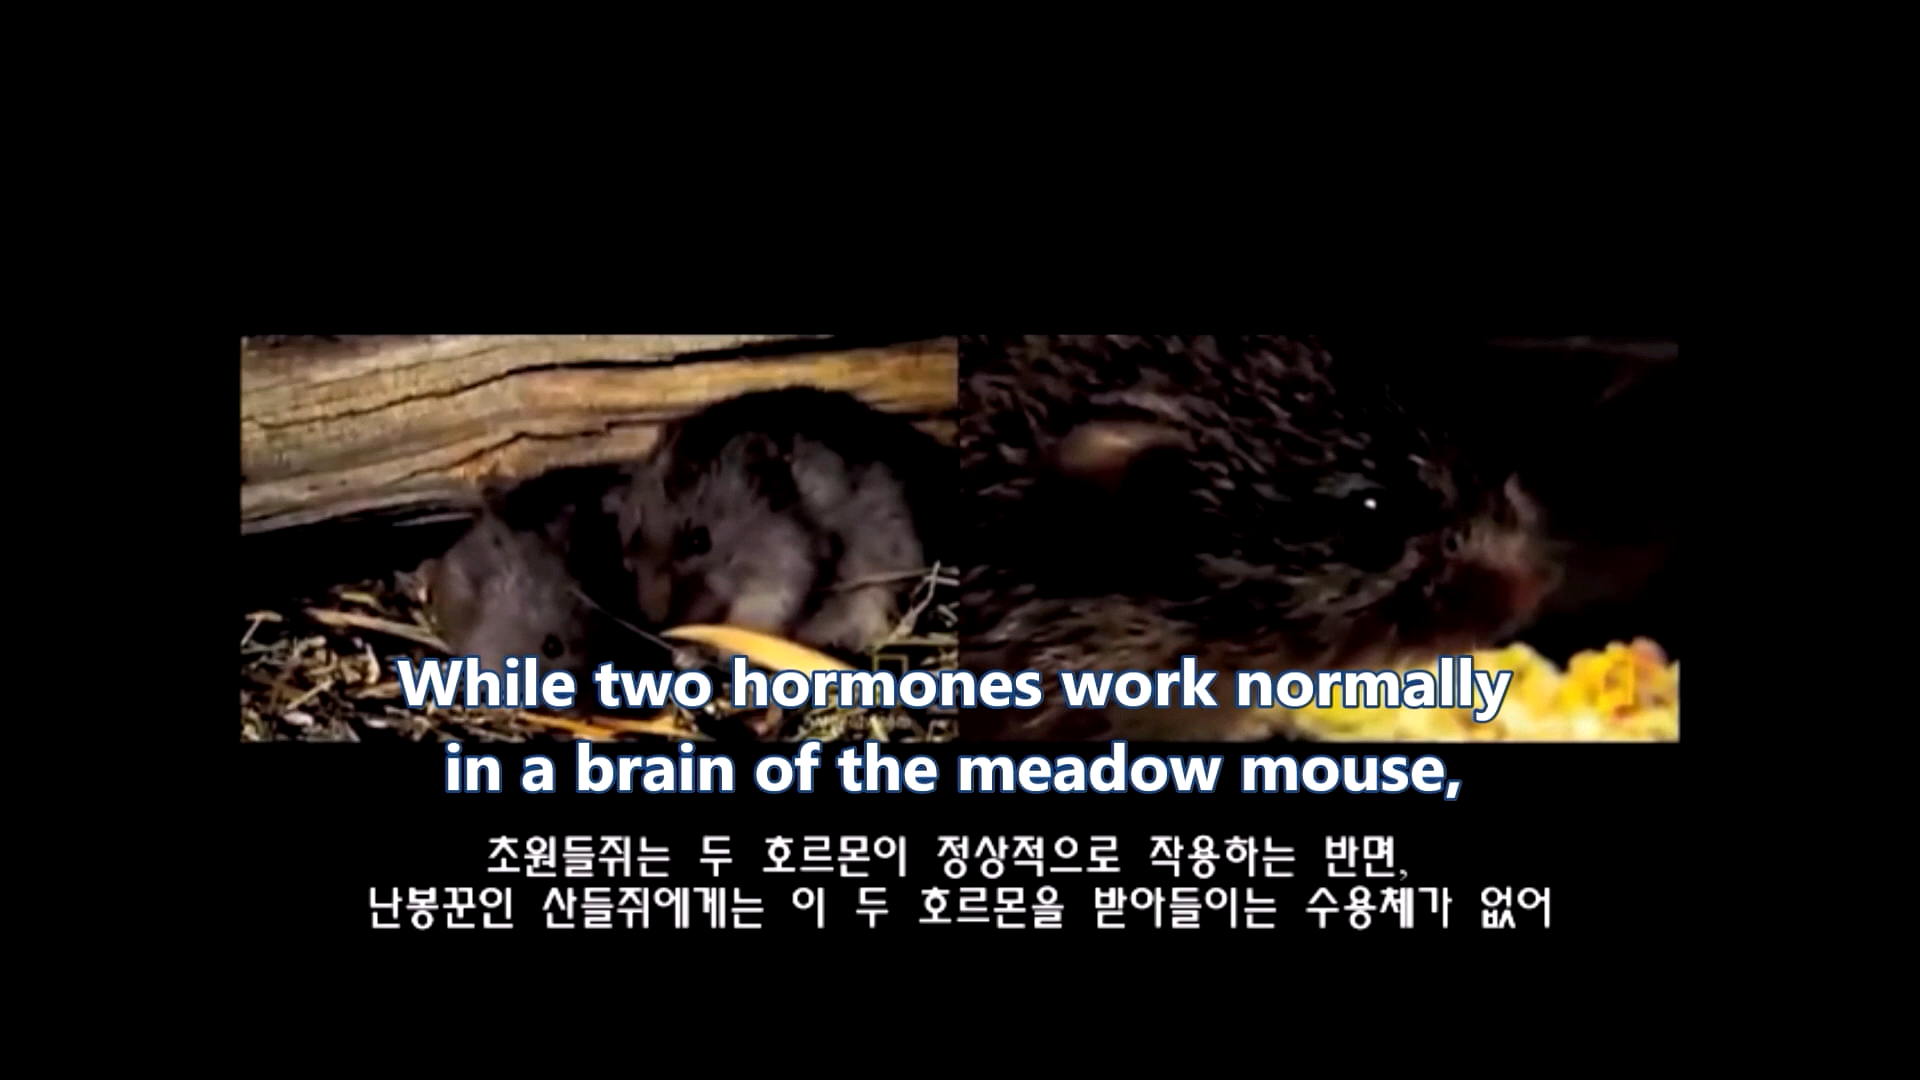 While two hormones work normally
in a brain of the meadow mouse,
초원들쥐는 두 호르몬이 정상적으로 작용하는 반면,
난봉꾼인 산들쥐에게는 이 두 호르몬을 받아들이는 수용체가 없어